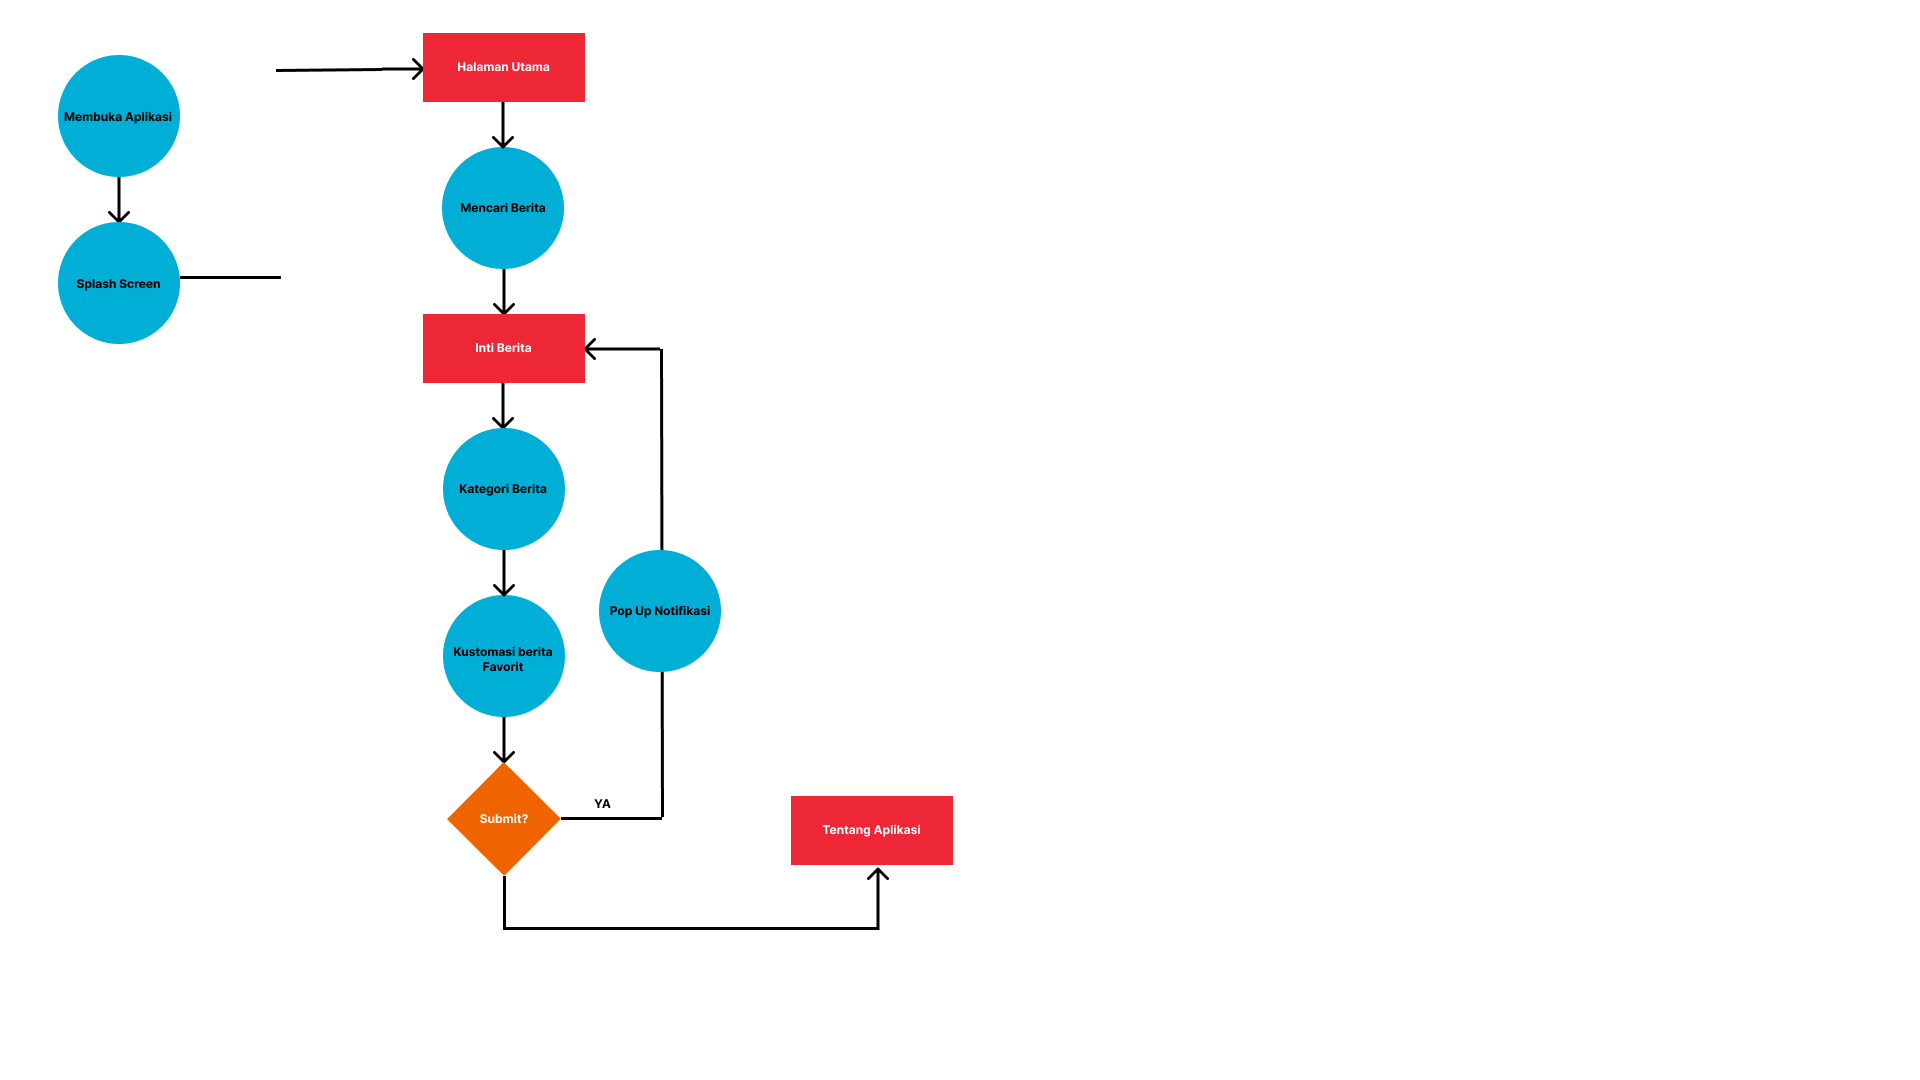 Membuka Aplikasi
Splash Screen
Halaman Utama
Mencari Berita
Inti Berita
Kategori Berita
Kustomasi berita
Favorit
Submit?
YA
Pop Up Notifikasi
Tentang Aplikasi